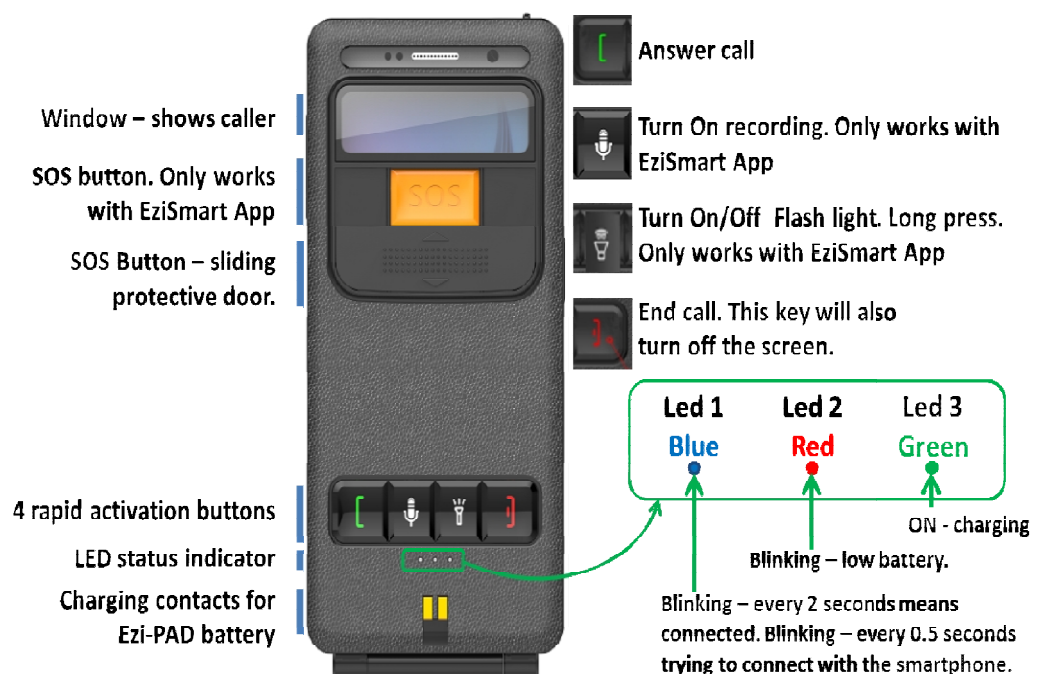 Window – shows caller
SOS button. Only works
with EziSmart App
SOS Button – sliding
protective door.
4 rapid activation buttons
LED status indicator
Charging contacts for
Ezi-PAD battery
SOS
Answer call
Turn On recording. Only works with
EziSmart App
Turn On/Off Flash light. Long press.
Only works with EziSmart App
End call. This key will also
turn off the screen.
Led 1 Led 2 Led 3
Blue Red Green
ON - charging
Blinking – low battery.
Blinking – every 2 seconds means
connected. Blinking – every 0.5 seconds
trying to connect with the smartphone.